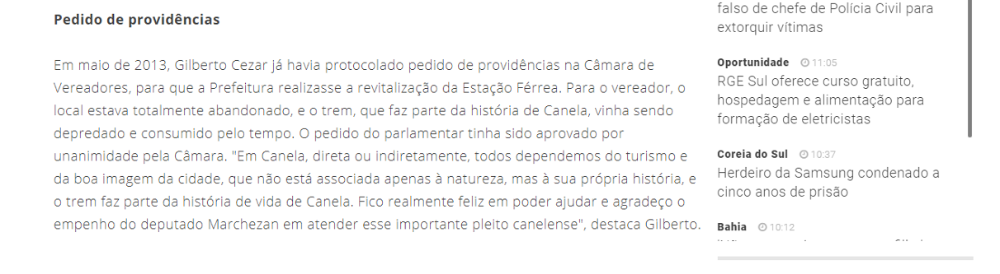 Pedido de providências
Em maio de 2013, Gilberto Cezar já havia protocolado pedido de providências na Câmara de
Vereadores, para que a Prefeitura realizasse a revitalização da Estação Férrea. Para o vereador, o
local estava totalmente abandonado, e o trem, que faz parte da história de Canela, vinha sendo
depredado e consumido pelo tempo. O pedido do parlamentar tinha sido aprovado por
unanimidade pela Câmara. "Em Canela, direta ou indiretamente, todos dependemos do turismo e
da boa imagem da cidade, que não está associada apenas à natureza, mas à sua própria história, e
o trem faz parte da história de vida de Canela. Fico realmente feliz em poder ajudar e agradeço o
empenho do deputado Marchezan em atender esse importante pleito canelense", destaca Gilberto.
falso de chefe de Polícia Civil para
extorquir vítimas
Oportunidade 11:05
RGE Sul oferece curso gratuito,
hospedagem e alimentação para
formação de eletricistas
Coreia do Sul 10:37
Herdeiro da Samsung condenado a
cinco anos de prisão
Bahia 10:12